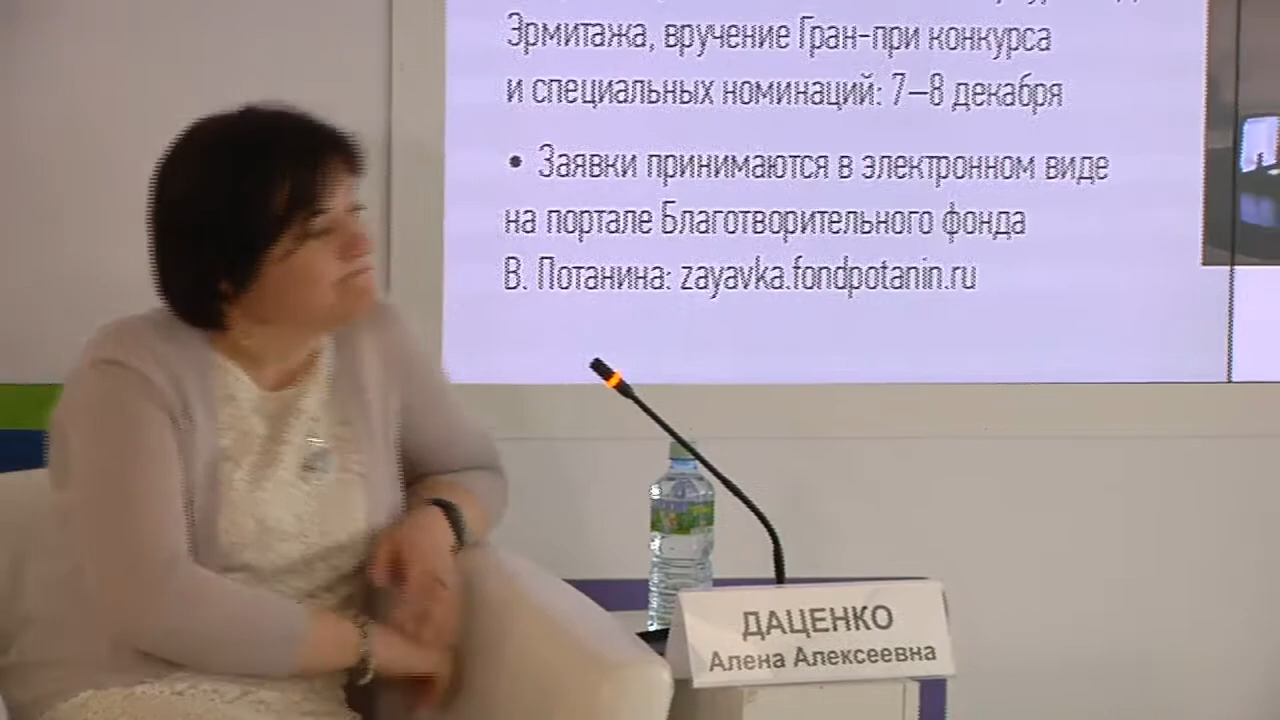 Эрмитажа, вручение Гран-при конкурса
и специальных номинаций: 7–8 декабря
• Заявки принимаются в электронном виде
на портале Благотворительного фонда
В. Потанина: zayavka.fondpotanin.ru
ДАЦЕНКО
Алена Алексеевна